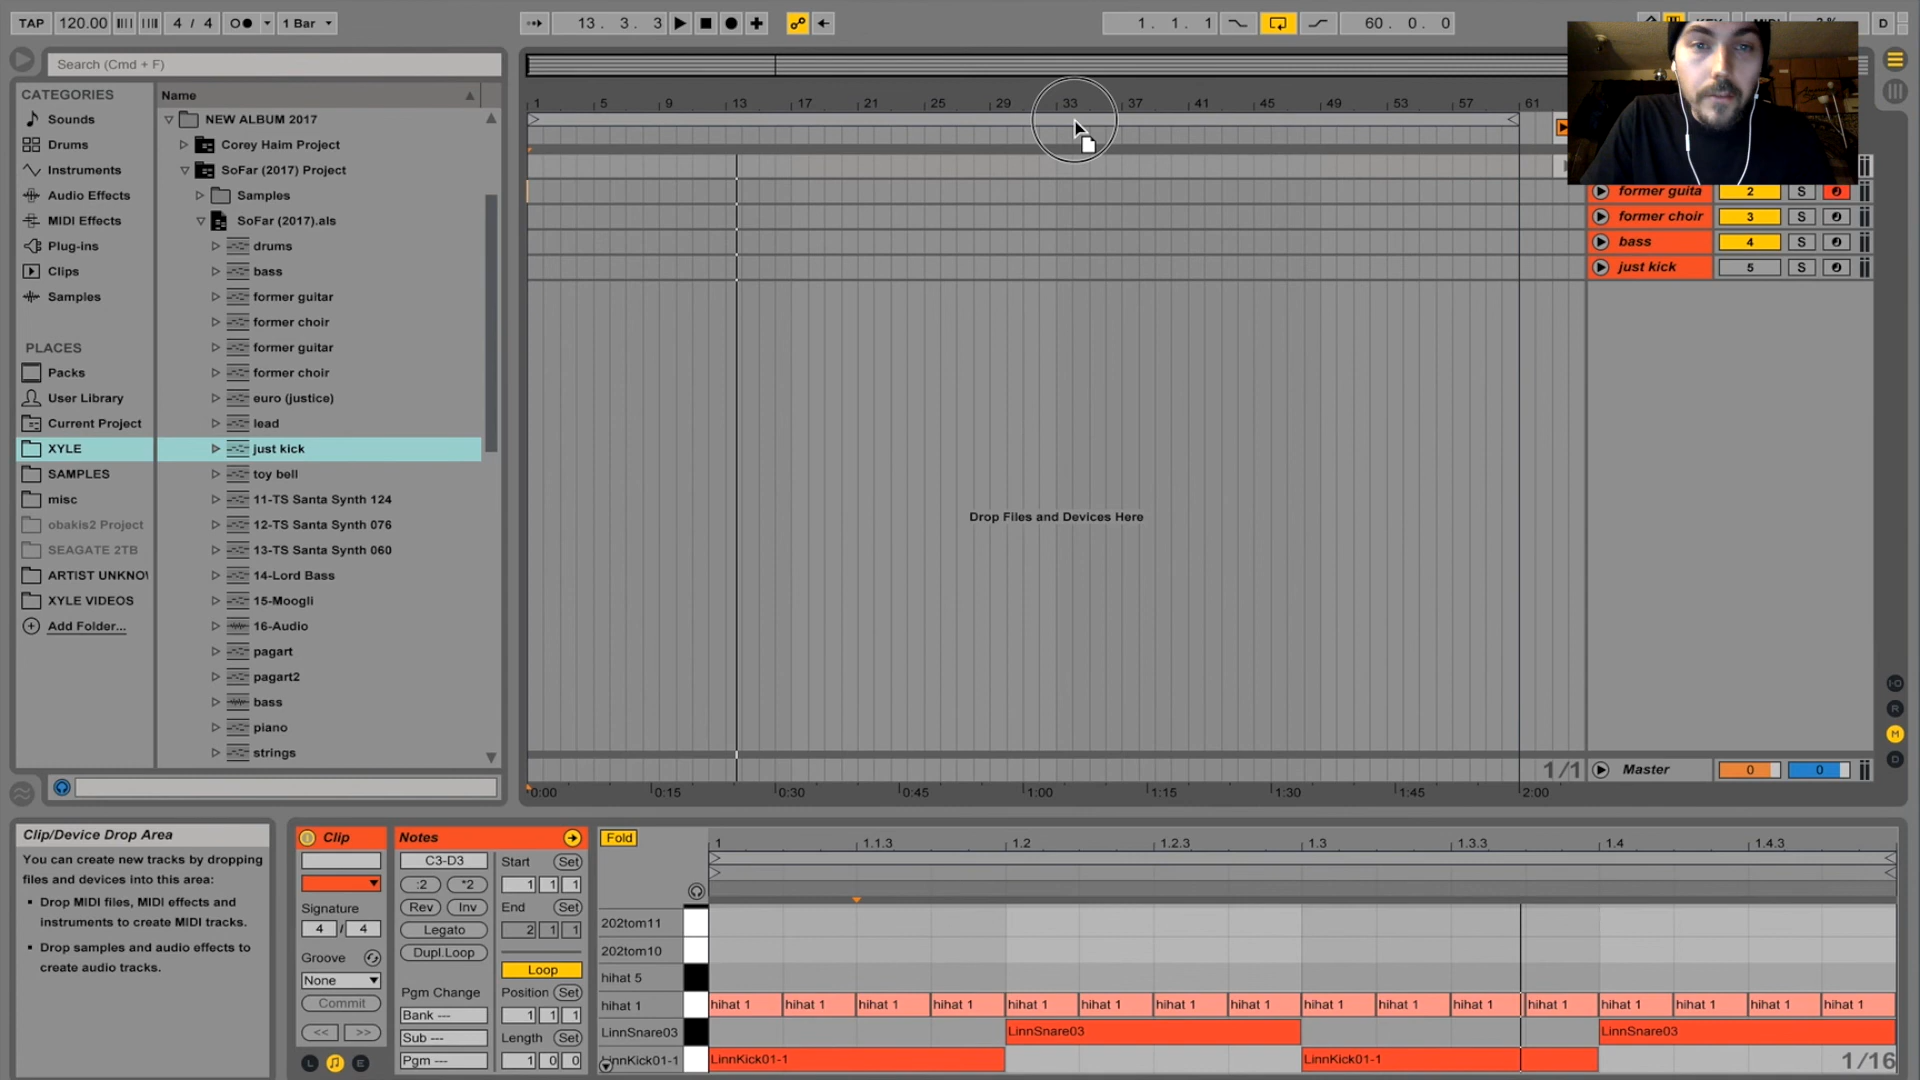 TAP 120.00 4 / 4 1 Bar 13. 3. 3 1. 1. 1 60. 0. 0 D
Search (Cmd + F)
CATEGORIES
Sounds
Drums
Instruments
Audio Effects
MIDI Effects
Plug-ins
Clips
Samples
PLACES
Packs
User Library
Current Project
XYLE
SAMPLES
misc
obakis2 Project
SEAGATE 2TB
ARTIST UNKNOW
XYLE VIDEOS
Add Folder...
Name
NEW ALBUM 2017
Corey Haim Project
SoFar (2017) Project
Samples
SoFar (2017).als
drums
bass
former guitar
former choir
former guitar
former choir
euro (justice)
lead
just kick
toy bell
11-TS Santa Synth 124
12-TS Santa Synth 076
13-TS Santa Synth 060
14-Lord Bass
15-Moogli
16-Audio
pagart
pagart2
bass
piano
strings
1 5 9 13 17 21 25 29 33 37 41 45 49 53 57 61
former guita 2 S
former choir 3 S
bass 4 S
just kick 5 S
Drop Files and Devices Here
I-O
R
M
D
1/1 Master 0 0
0:00 0:15 0:30 0:45 1:00 1:15 1:30 1:45 2:00
Clip/Device Drop Area
You can create new tracks by dropping
files and devices into this area:
Drop MIDI files, MIDI effects and
instruments to create MIDI tracks.
Drop samples and audio effects to
create audio tracks.
Clip
Signature
4 / 4
Groove
None
Commit
<< >>
L E
Notes
C3-D3
:2 *2
Rev Inv
Legato
Dupl.Loop
Pgm Change
Bank ---
Sub ---
Pgm ---
Start Set
1 1 1
End Set
2 1 1
Loop
Position Set
1 1 1
Length Set
1 0 0
Fold
1 1.1.3 1.2 1.2.3 1.3 1.3.3 1.4 1.4.3
202tom11
202tom10
hihat 5
hihat 1 hihat 1 hihat 1 hihat 1 hihat 1 hihat 1 hihat 1 hihat 1 hihat 1 hihat 1 hihat 1 hihat 1 hihat 1 hihat 1 hihat 1 hihat 1 hihat 1
LinnSnare03 LinnSnare03 LinnSnare03
LinnKick01-1 LinnKick01-1 LinnKick01-1
1/16